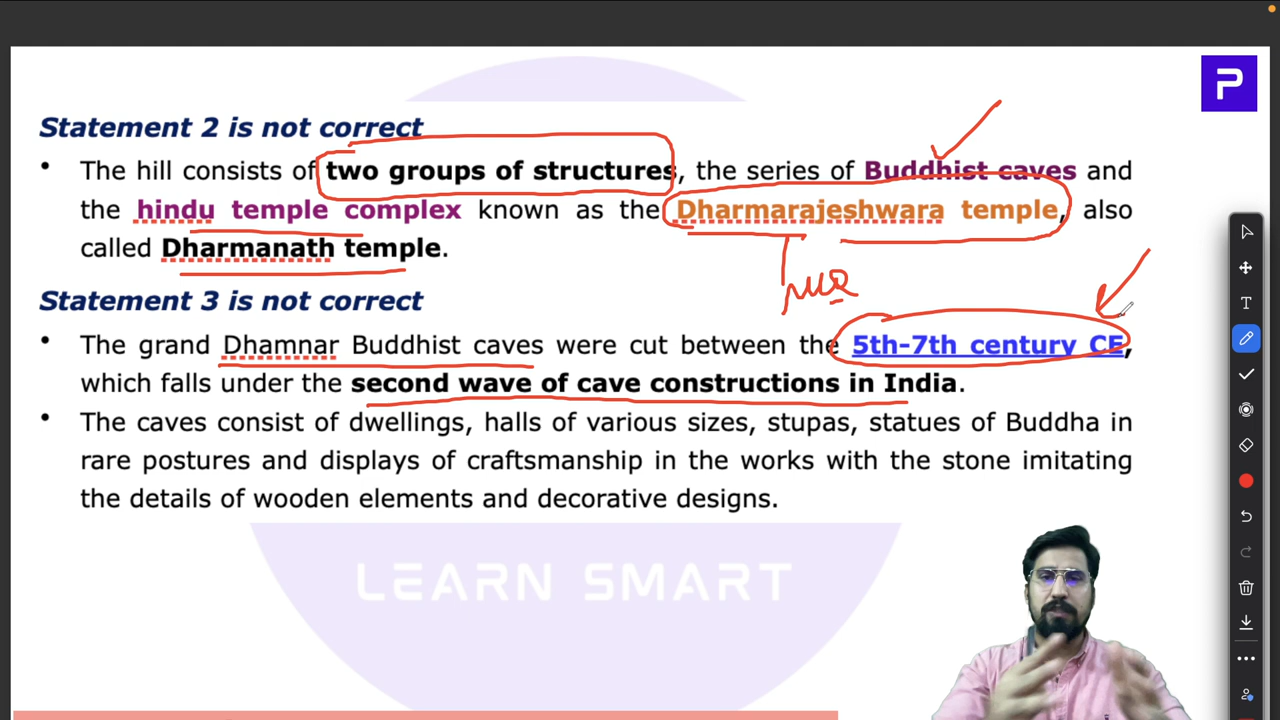 P
Statement 2 is not correct
• The hill consists of two groups of structures, the series of Buddhist caves and
the hindu temple complex known as the Dharmarajeshwara temple, also
called Dharmanath temple.
Statement 3 is not correct
• The grand Dhamnar Buddhist caves were cut between the 5th-7th century CE,
which falls under the second wave of cave constructions in India.
• The caves consist of dwellings, halls of various sizes, stupas, statues of Buddha in
rare postures and displays of craftsmanship in the works with the stone imitating
the details of wooden elements and decorative designs.
LEARN SMART
T